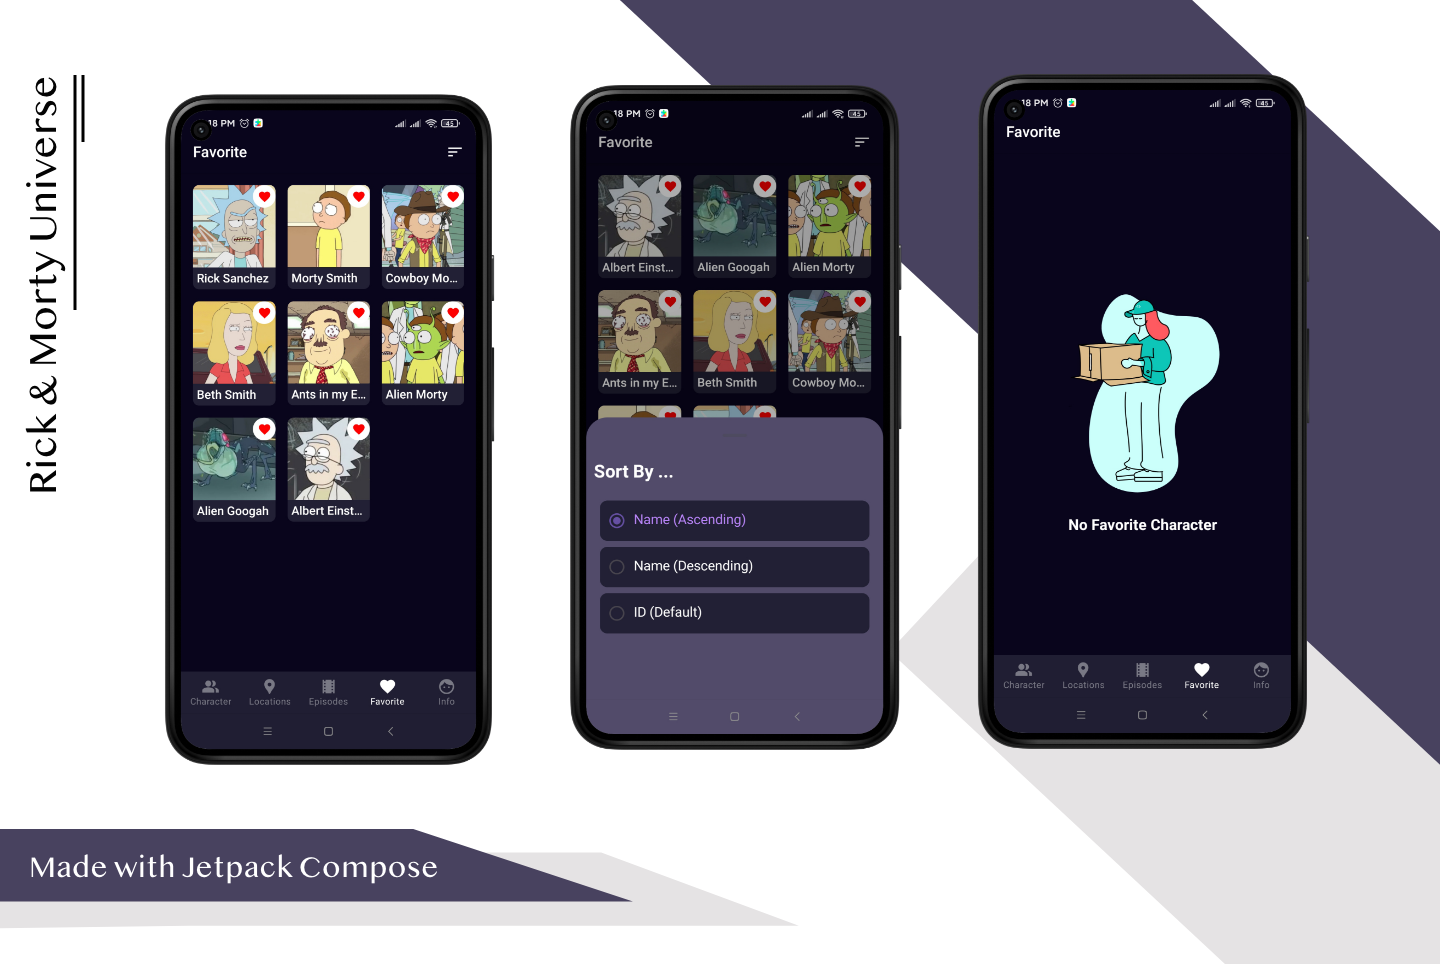 Rick & Morty Universe
18 PM
45
Favorite
Rick Sanchez
Morty Smith
Cowboy Mo...
Beth Smith
Ants in my E...
Alien Morty
Alien Googah
Albert Einst...
Character
Locations
Episodes
Favorite
Info
18 PM
45
Favorite
Albert Einst...
Alien Googah
Alien Morty
Ants in my E...
Beth Smith
Cowboy Mo...
Sort By ...
Name (Ascending)
Name (Descending)
ID (Default)
18 PM
45
Favorite
No Favorite Character
Character
Locations
Episodes
Favorite
Info
Made with Jetpack Compose